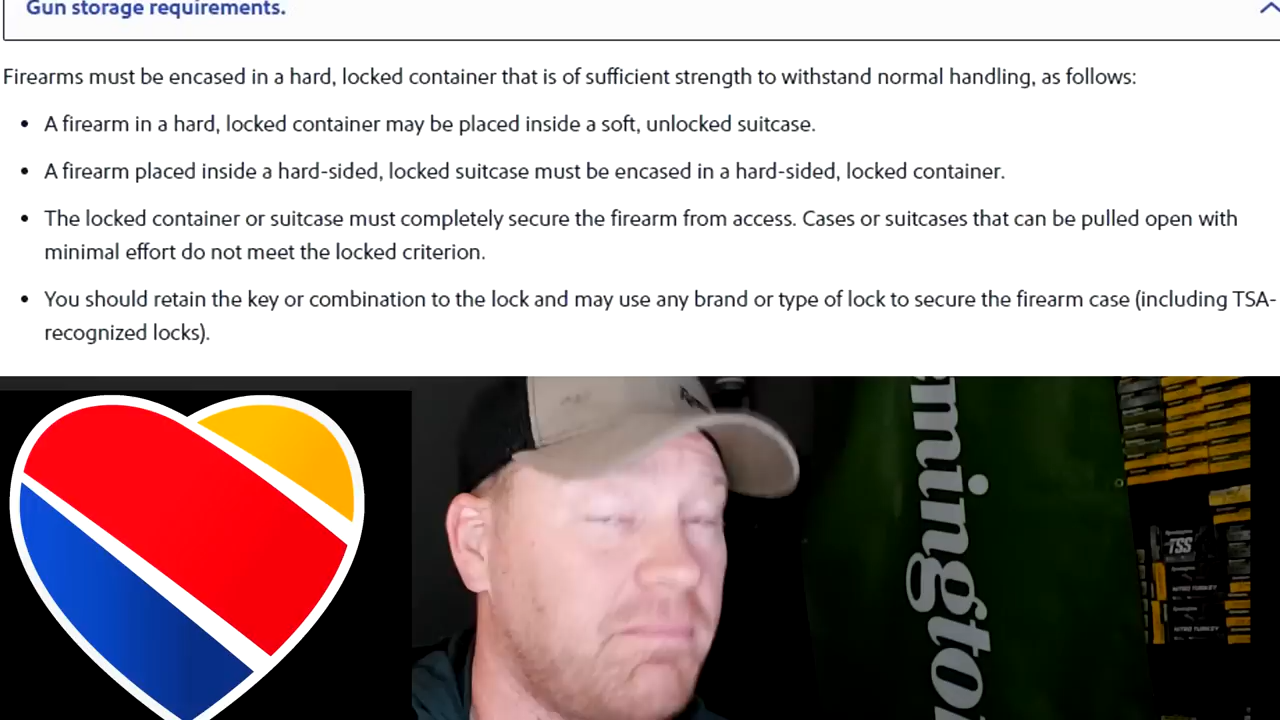 Gun storage requirements.
Firearms must be encased in a hard, locked container that is of sufficient strength to withstand normal handling, as follows:
• A firearm in a hard, locked container may be placed inside a soft, unlocked suitcase.
• A firearm placed inside a hard-sided, locked suitcase must be encased in a hard-sided, locked container.
• The locked container or suitcase must completely secure the firearm from access. Cases or suitcases that can be pulled open with
minimal effort do not meet the locked criterion.
• You should retain the key or combination to the lock and may use any brand or type of lock to secure the firearm case (including TSA-
recognized locks).
mington
TSS
NITRO TURKEY
NITRO TURKEY